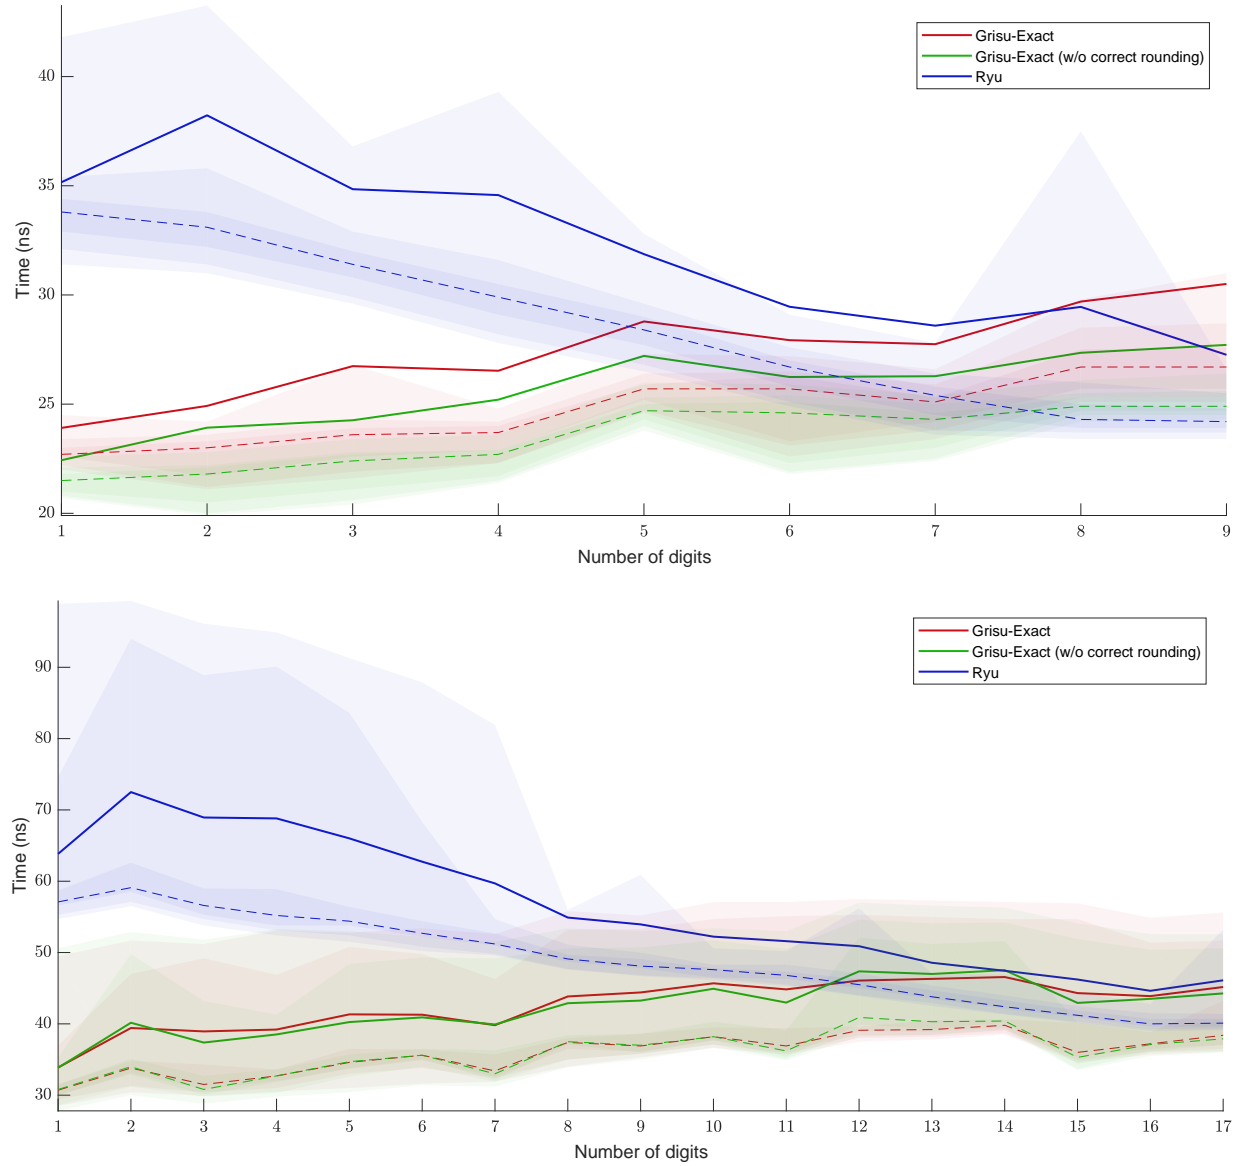 Time (ns)
40
35
30
25
20
1 2 3 4 5 6 7 8 9
Number of digits
Grisu-Exact
Grisu-Exact (w/o correct rounding)
Ryu
Time (ns)
90
80
70
60
50
40
30
1 2 3 4 5 6 7 8 9 10 11 12 13 14 15 16 17
Number of digits
Grisu-Exact
Grisu-Exact (w/o correct rounding)
Ryu